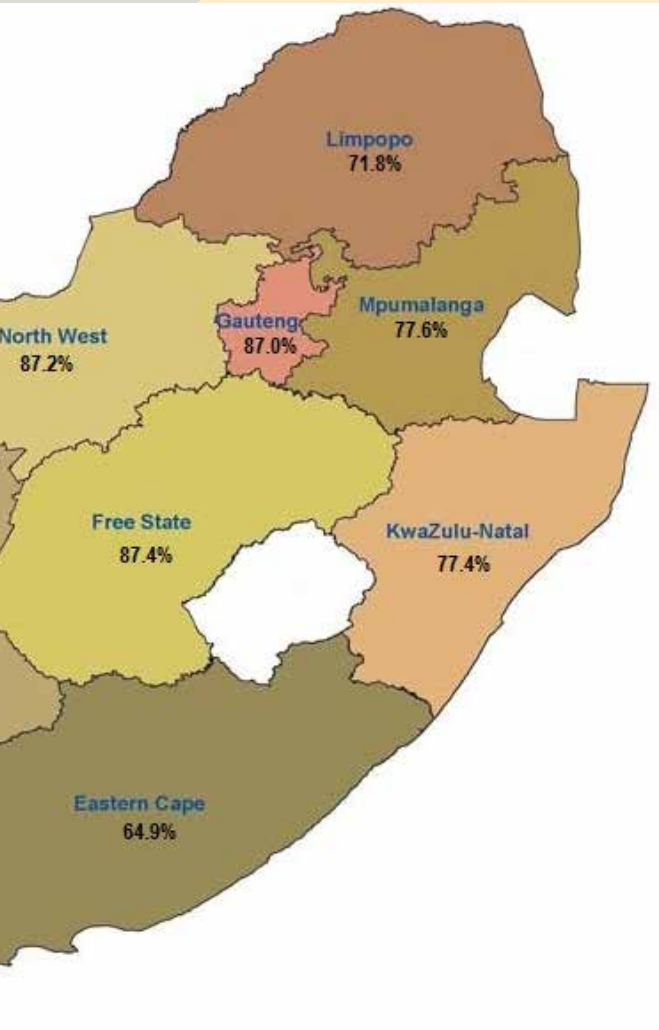 Limpopo
71.8%
Mpumalanga
77.6%
Gauteng
87.0%
North West
87.2%
Free State
87.4%
KwaZulu-Natal
77.4%
Eastern Cape
64.9%